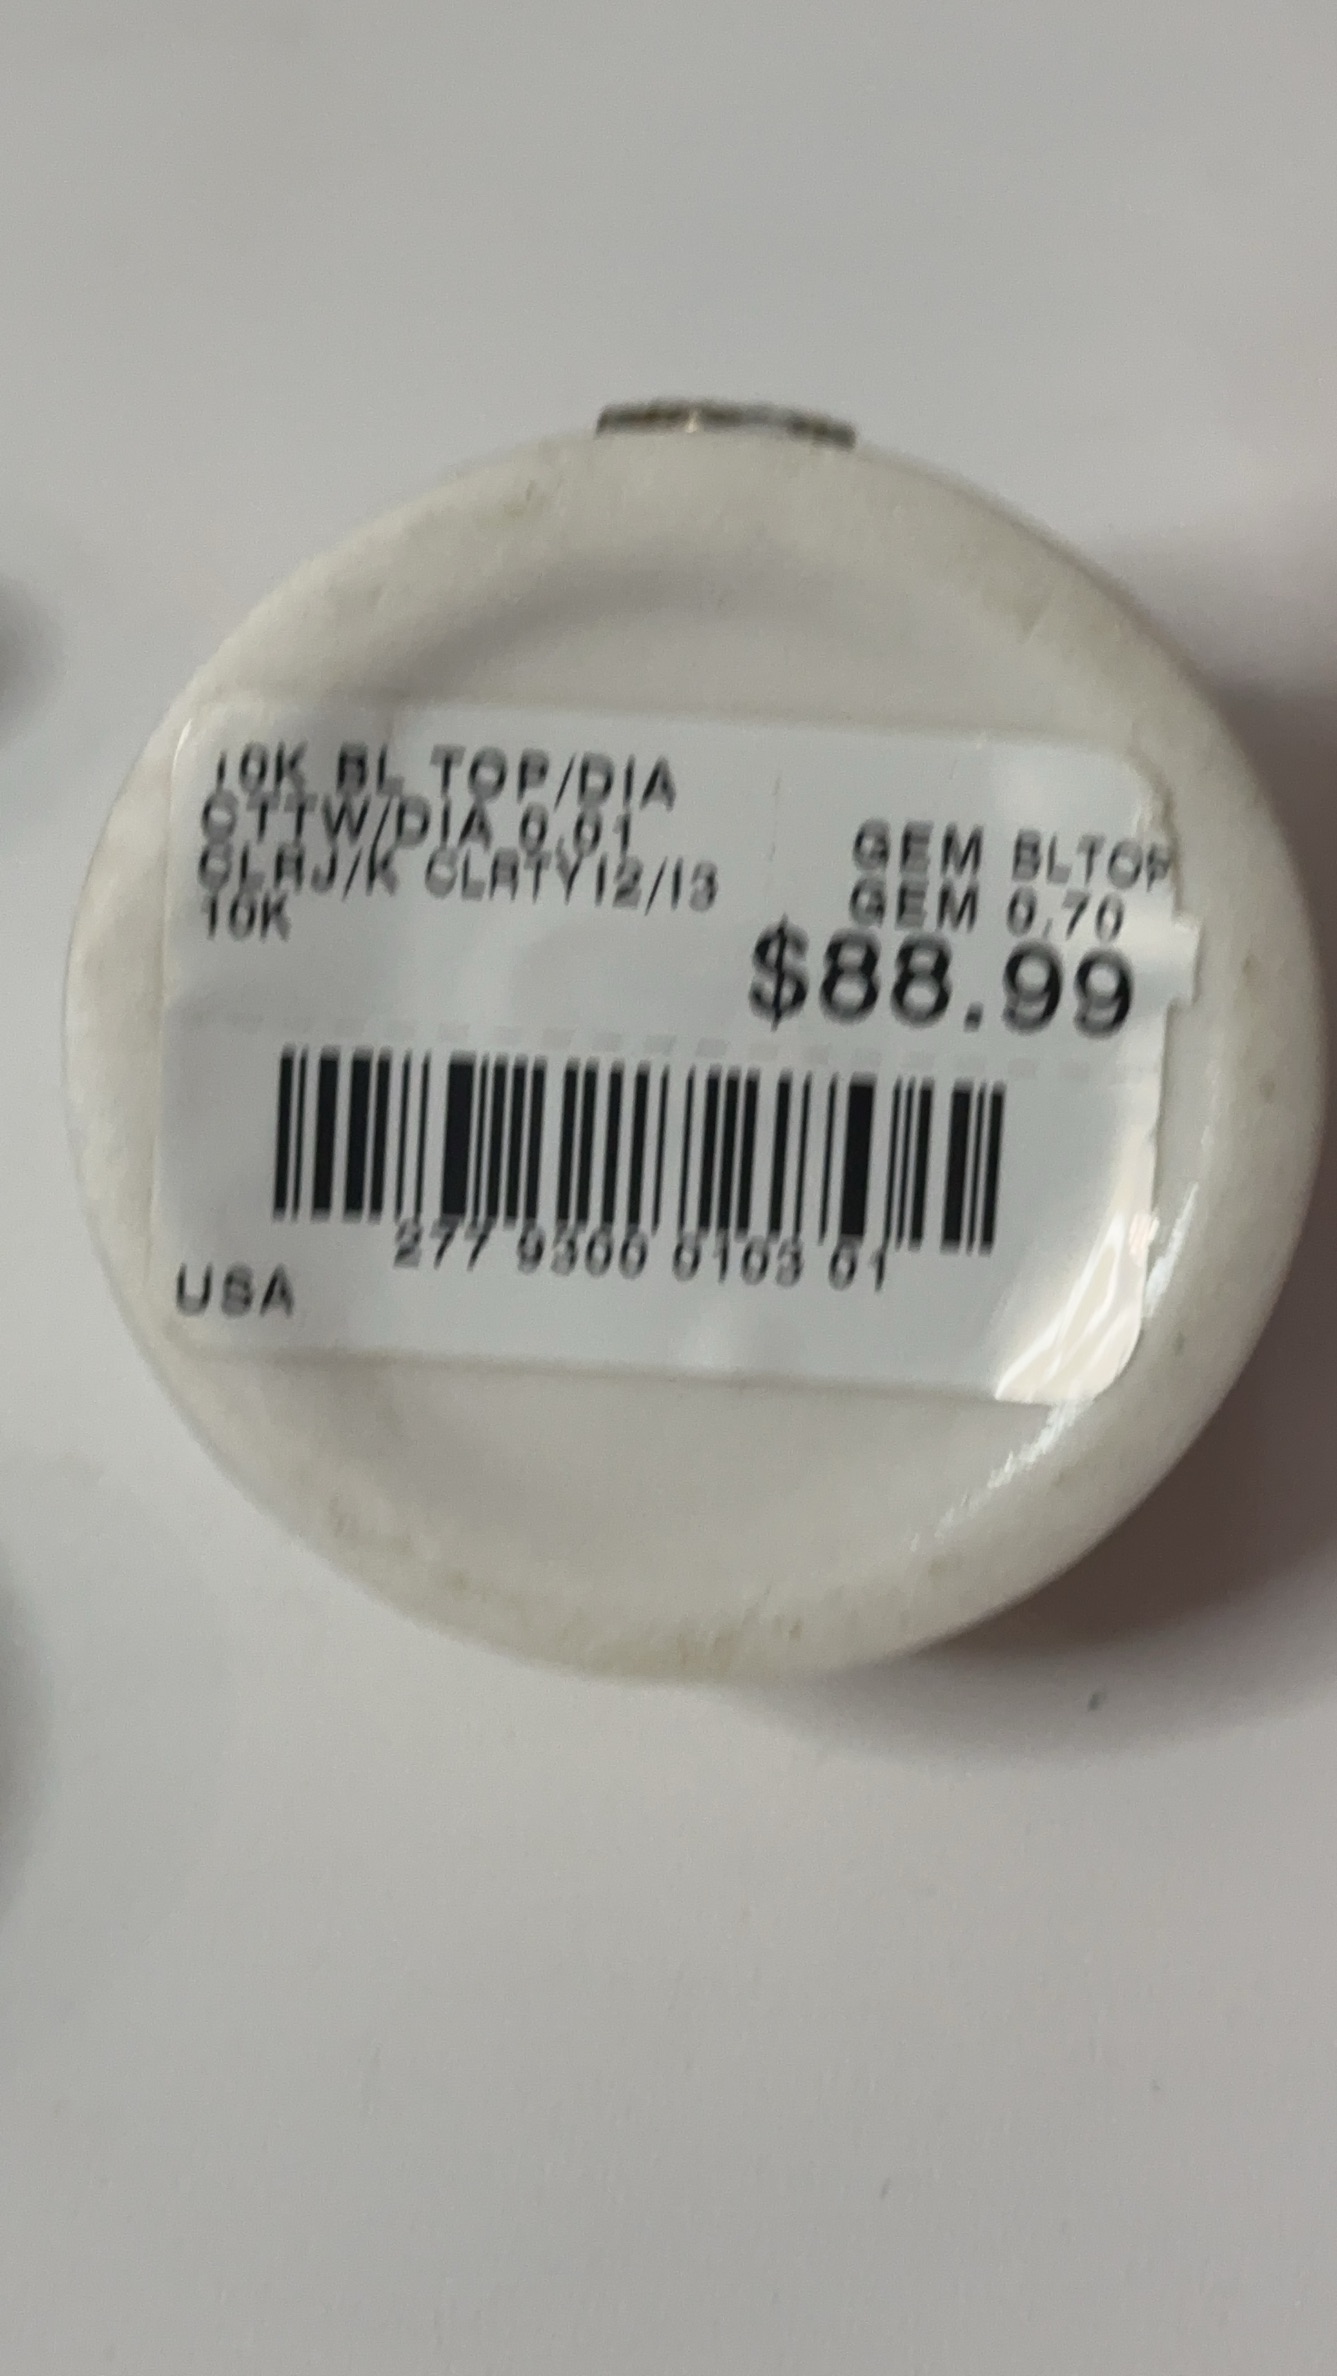 10K BL TOP/DIA
CTTW/DIA 0.01
CLRJ/K CLRTYI2/I3
10K
GEM BLTOP
GEM 0.70
$88.99
277 9300 0103 01
USA